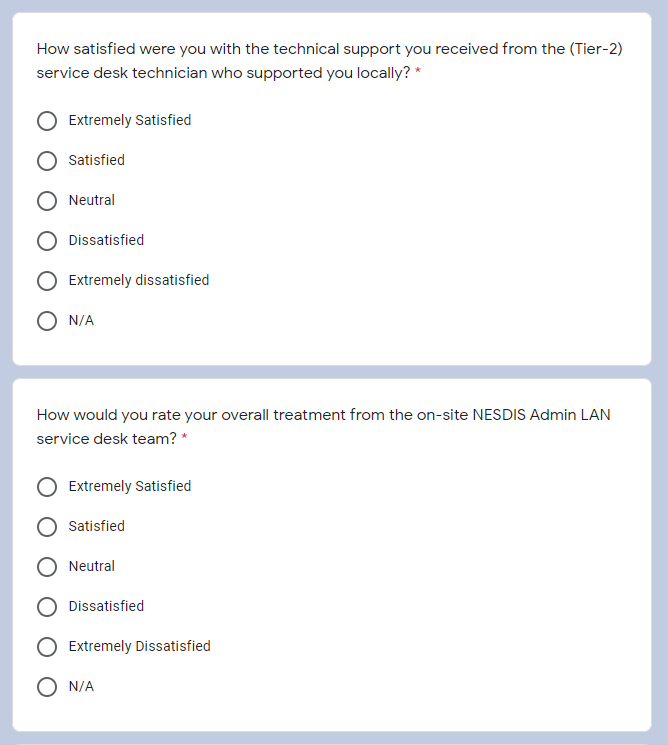 How satisfied were you with the technical support you received from the (Tier-2)
service desk technician who supported you locally? *
Extremely Satisfied
Satisfied
Neutral
Dissatisfied
Extremely dissatisfied
N/A
How would you rate your overall treatment from the on-site NESDIS Admin LAN
service desk team? *
Extremely Satisfied
Satisfied
Neutral
Dissatisfied
Extremely Dissatisfied
N/A